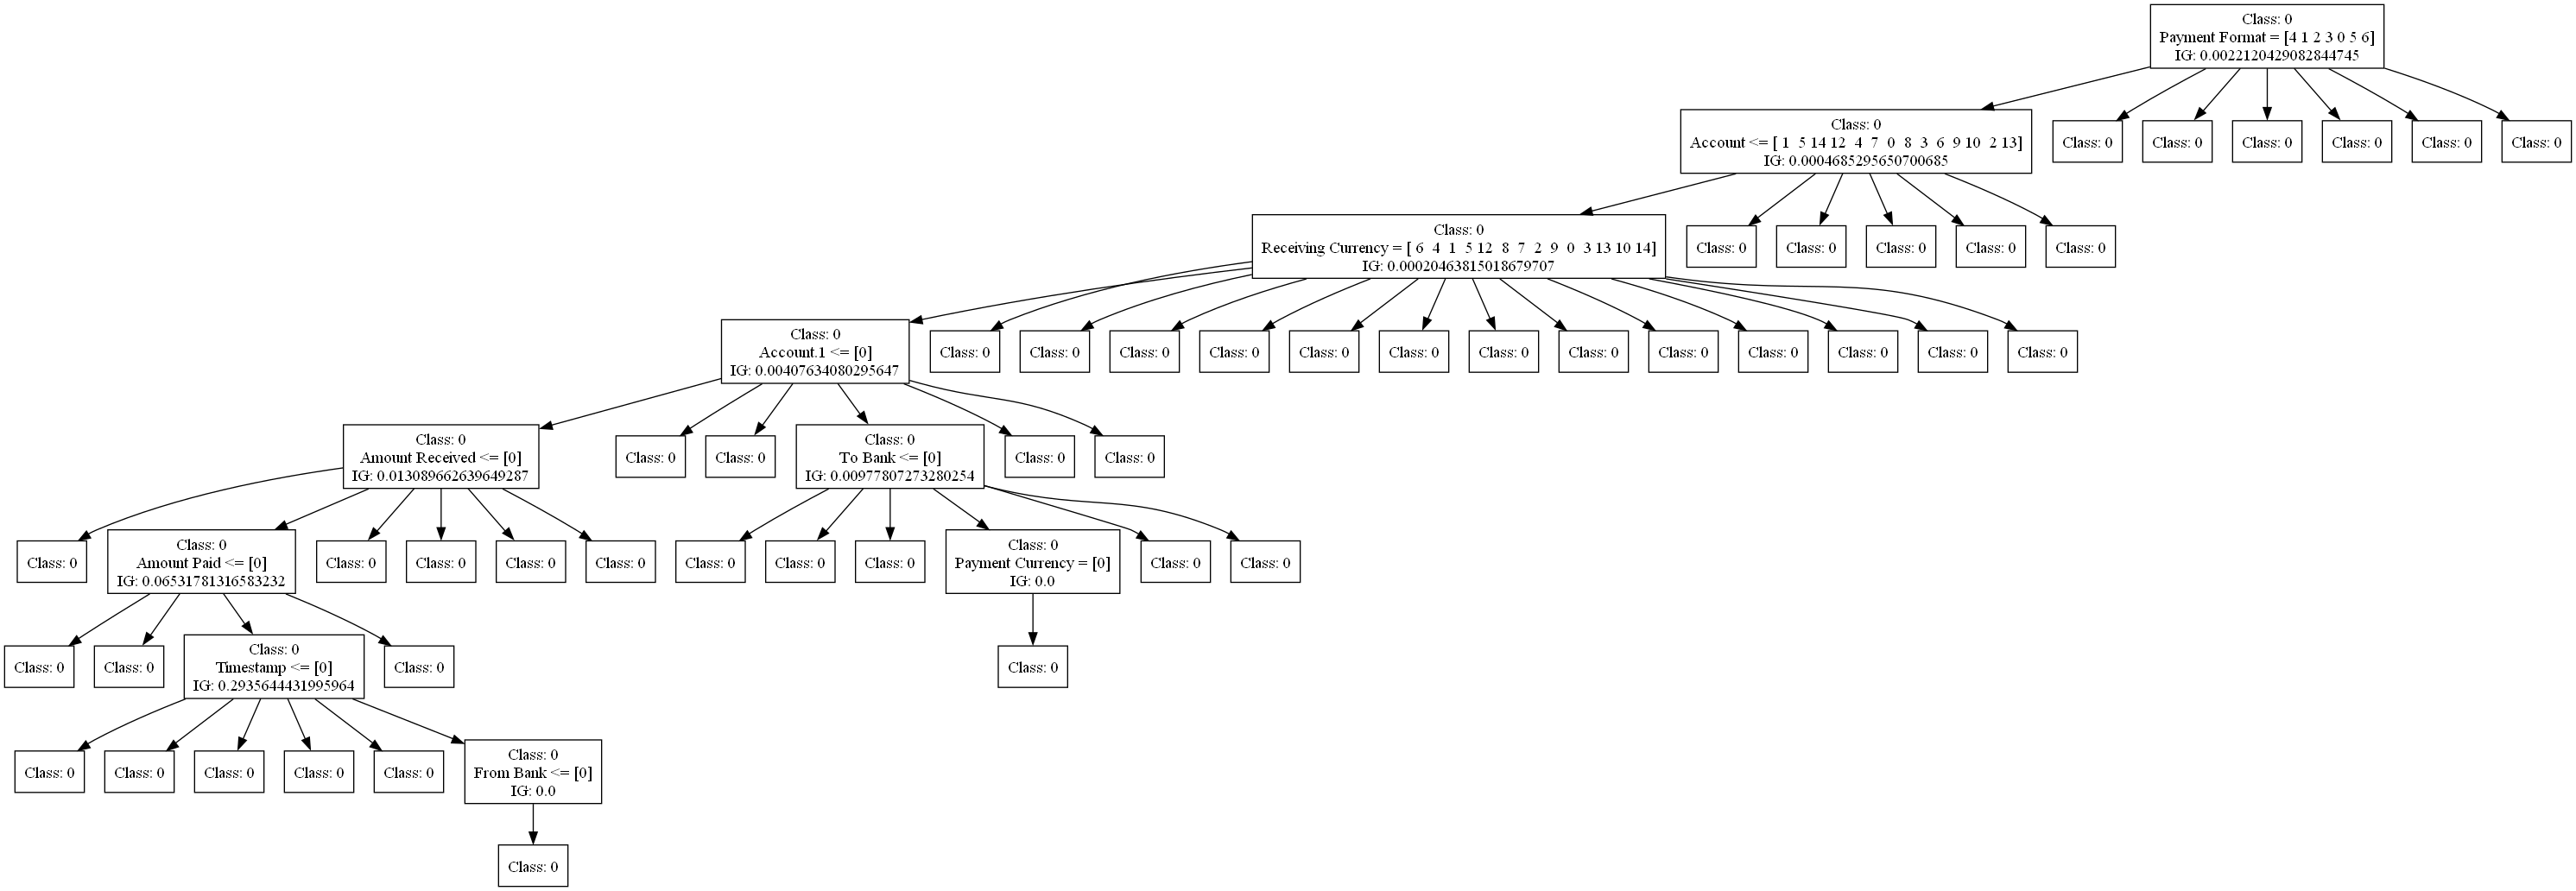 Class: 0
Payment Format = [4 1 2 3 0 5 6]
IG: 0.0022120429082844745
Class: 0
Account <= [ 1  5 14 12  4  7  0  8  3  6  9 10  2 13]
IG: 0.0004685295650700685
Class: 0
Class: 0
Class: 0
Class: 0
Class: 0
Class: 0
Class: 0
Receiving Currency = [ 6  4  1  5 12  8  7  2  9  0  3 13 10 14]
IG: 0.00020463815018679707
Class: 0
Class: 0
Class: 0
Class: 0
Class: 0
Class: 0
Account.1 <= [0]
IG: 0.00407634080295647
Class: 0
Class: 0
Class: 0
Class: 0
Class: 0
Class: 0
Class: 0
Class: 0
Class: 0
Class: 0
Class: 0
Class: 0
Class: 0
Class: 0
Amount Received <= [0]
IG: 0.013089662639649287
Class: 0
Class: 0
Class: 0
To Bank <= [0]
IG: 0.00977807273280254
Class: 0
Class: 0
Class: 0
Class: 0
Amount Paid <= [0]
IG: 0.06531781316583232
Class: 0
Class: 0
Class: 0
Class: 0
Class: 0
Class: 0
Class: 0
Class: 0
Payment Currency = [0]
IG: 0.0
Class: 0
Class: 0
Class: 0
Class: 0
Class: 0
Timestamp <= [0]
IG: 0.2935644431995964
Class: 0
Class: 0
Class: 0
Class: 0
Class: 0
Class: 0
Class: 0
Class: 0
From Bank <= [0]
IG: 0.0
Class: 0